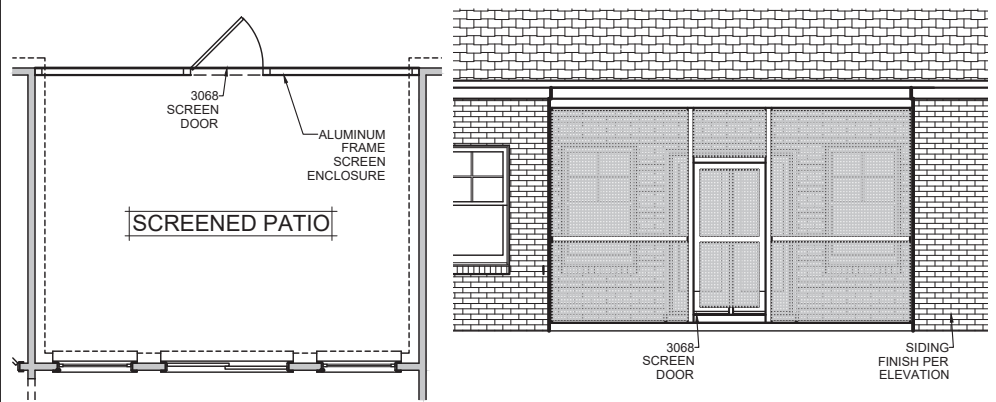 3068
SCREEN
DOOR
ALUMINUM
FRAME
SCREEN
ENCLOSURE
SCREENED PATIO
3068
SCREEN
DOOR
SIDING
FINISH PER
ELEVATION